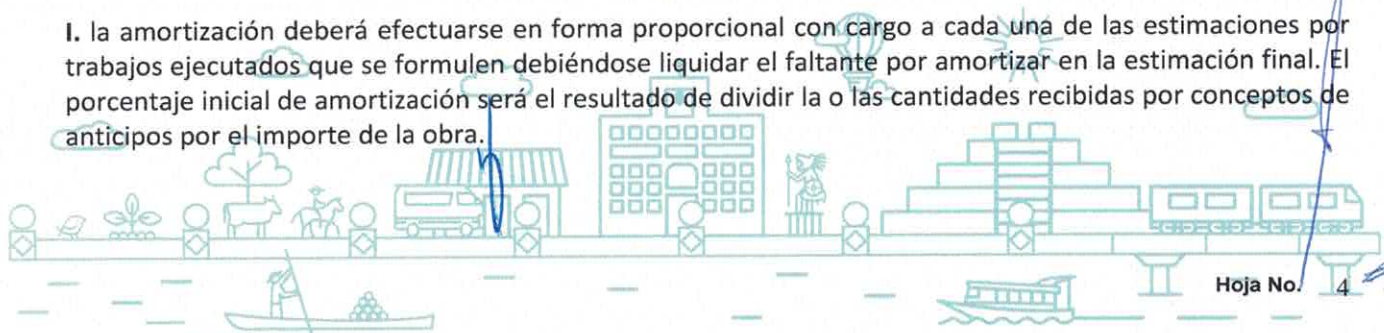 I. la amortización deberá efectuarse en forma proporcional con cargo a cada una de las estimaciones por
trabajos ejecutados que se formulen debiéndose liquidar el faltante por amortizar en la estimación final. El
porcentaje inicial de amortización será el resultado de dividir la o las cantidades recibidas por conceptos de
anticipos por el importe de la obra.
Hoja No. 4